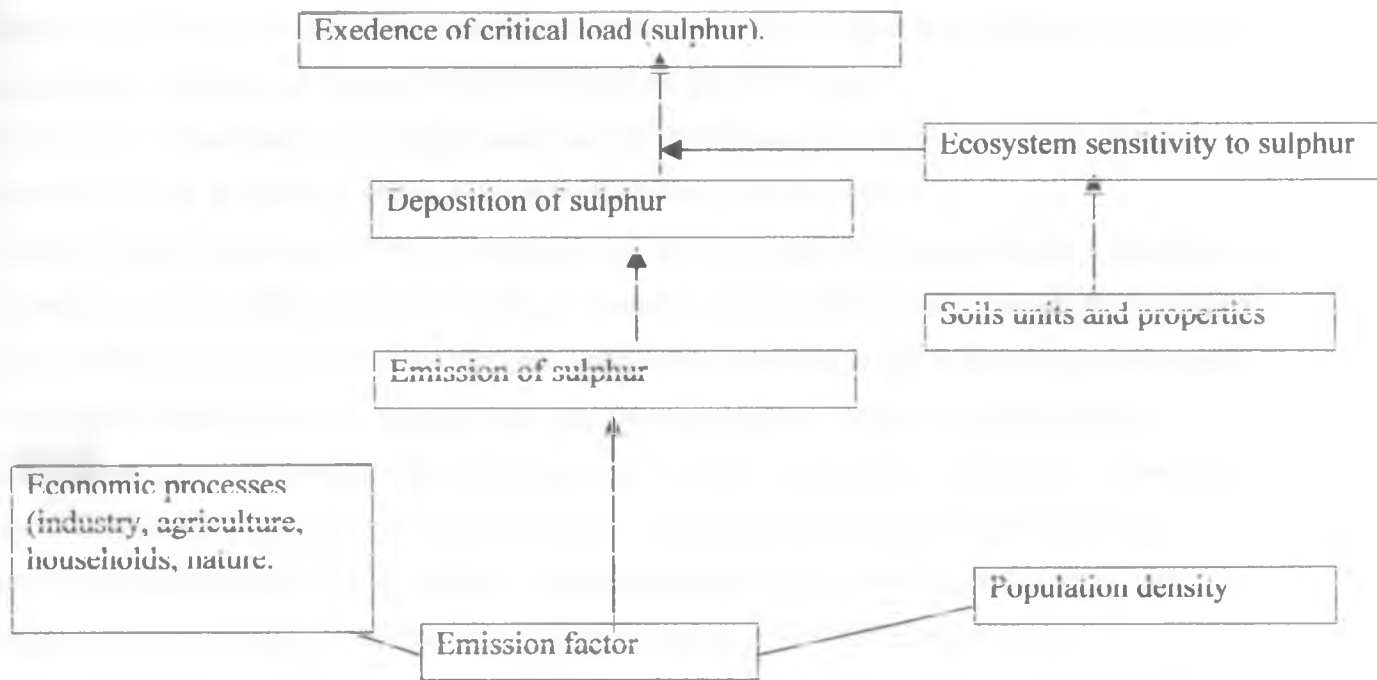 Exedence of critical load (sulphur).
Ecosystem sensitivity to sulphur
Deposition of sulphur
Soils units and properties
Emission of sulphur
Economic processes
(industry, agriculture,
households, nature.
Population density
Emission factor